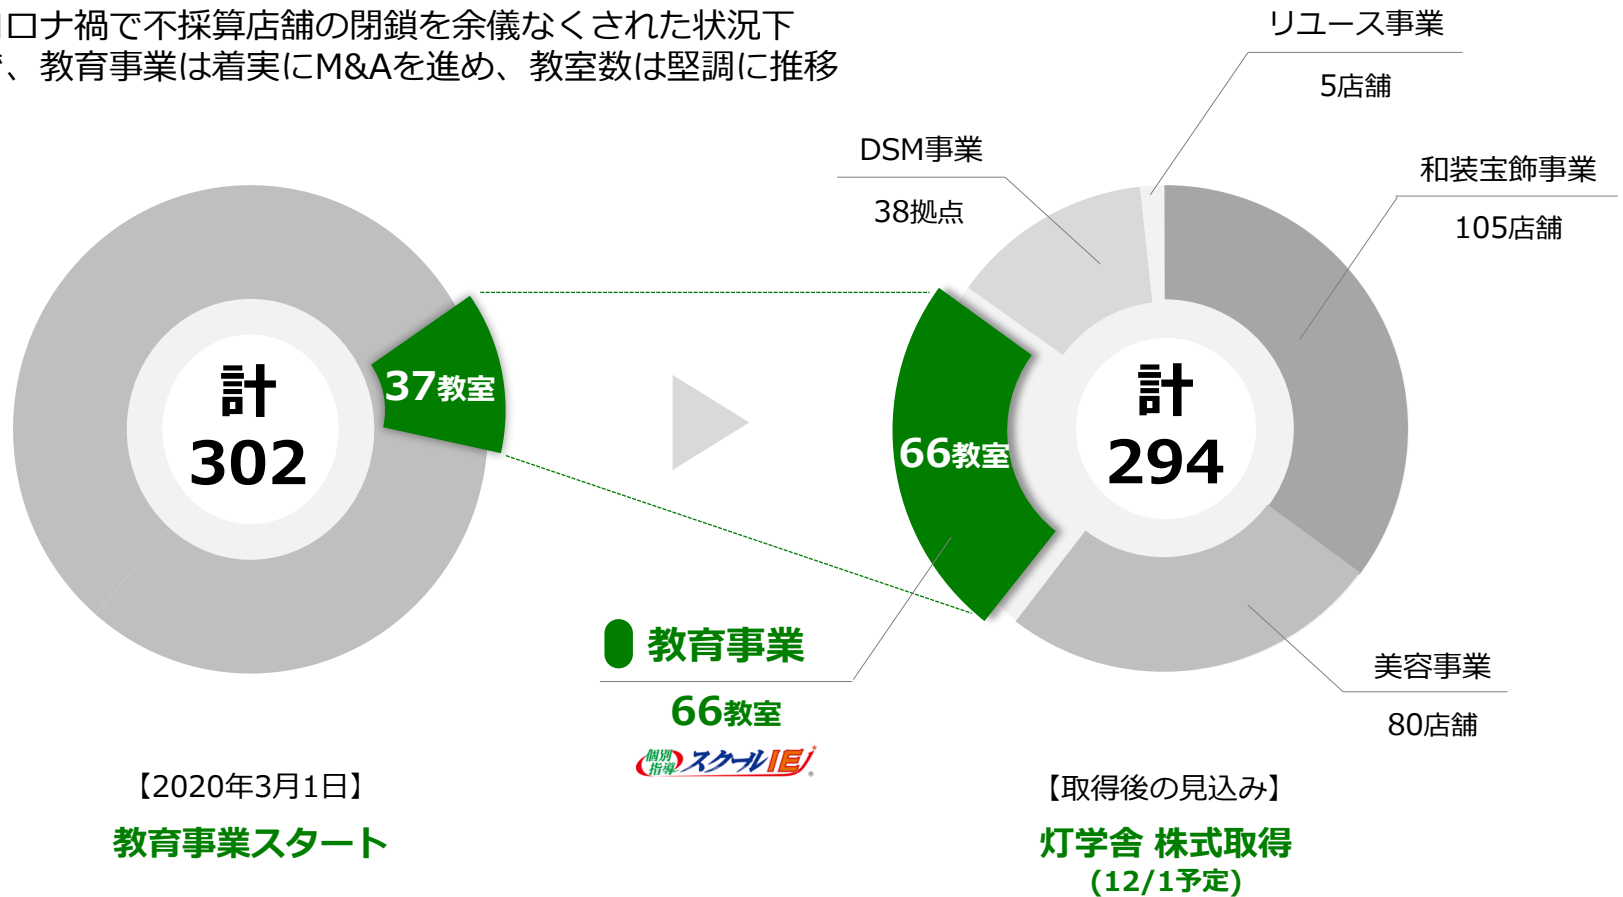 コロナ禍で不採算店舗の閉鎖を余儀なくされた状況下
で、教育事業は着実にM&Aを進め、教室数は堅調に推移
リユース事業
5店舗
DSM事業
38拠点
和装宝飾事業
105店舗
計
302
37教室
計
294
66教室
教育事業
66教室
個別
指導
スクールIE
美容事業
80店舗
【2020年3月1日】
教育事業スタート
【取得後の見込み】
灯学舎 株式取得
(12/1予定)